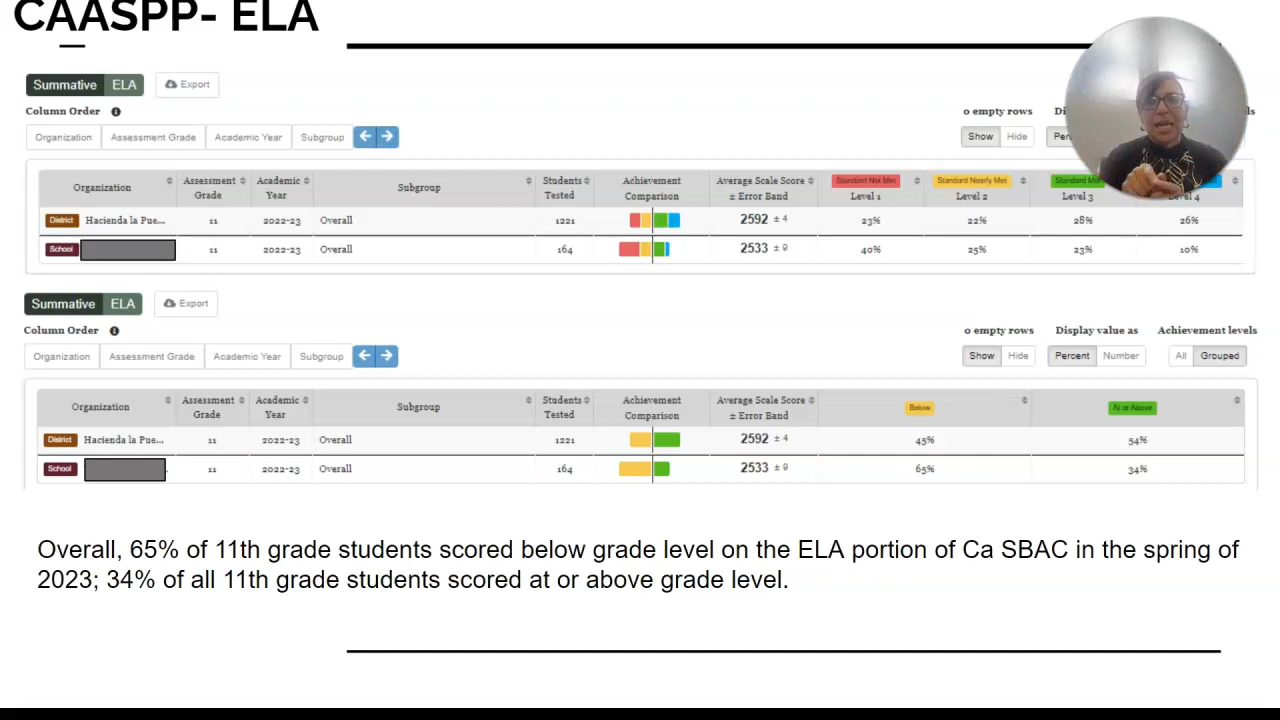 CAASPP- ELA
Summative ELA Export
Column Order
o empty rows
Organization Assessment Grade Academic Year Subgroup
Show Hide
Organization Assessment Grade Academic Year Subgroup Students Tested Achievement Comparison Average Scale Score ± Error Band Standard Not Met Level 1 Standard Nearly Met Level 2 Standard Met Level 3 Level 4
District Hacienda la Pue... 11 2022-23 Overall 1221 2592 ± 4 23% 22% 28% 26%
School 11 2022-23 Overall 164 2533 ± 9 40% 25% 23% 10%
Summative ELA Export
Column Order
o empty rows Display value as Achievement levels
Organization Assessment Grade Academic Year Subgroup
Show Hide Percent Number All Grouped
Organization Assessment Grade Academic Year Subgroup Students Tested Achievement Comparison Average Scale Score ± Error Band Below At or Above
District Hacienda la Pue... 11 2022-23 Overall 1221 2592 ± 4 45% 54%
School 11 2022-23 Overall 164 2533 ± 9 65% 34%
Overall, 65% of 11th grade students scored below grade level on the ELA portion of Ca SBAC in the spring of
2023; 34% of all 11th grade students scored at or above grade level.